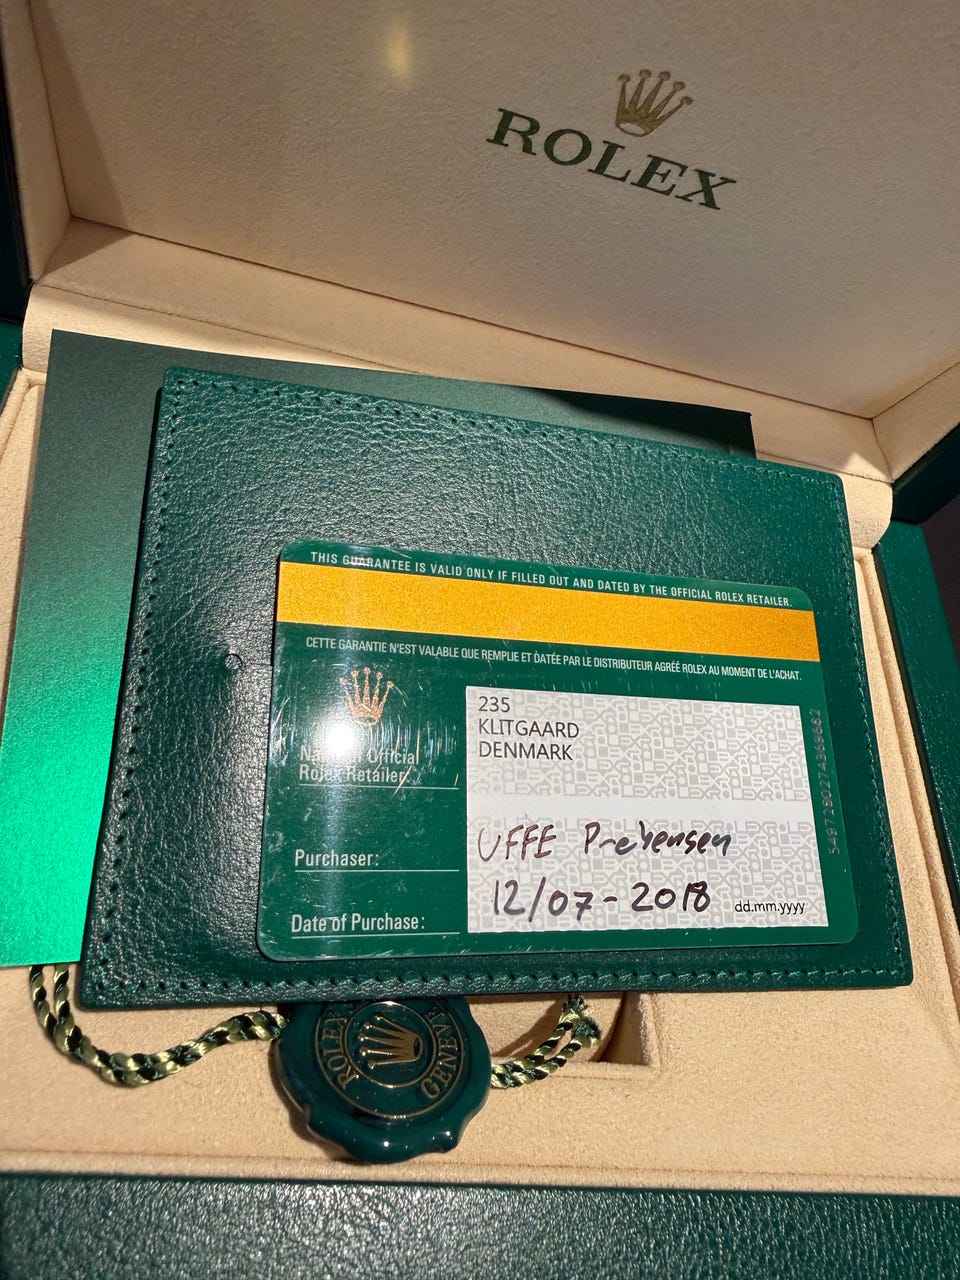 ROLEX
THIS GUARANTEE IS VALID ONLY IF FILLED OUT AND DATED BY THE OFFICIAL ROLEX RETAILER.
CETTE GARANTIE N'EST VALABLE QUE REMPLIE ET DATÉE PAR LE DISTRIBUTEUR AGRÉÉ ROLEX AU MOMENT DE L'ACHAT.
235
KLITGAARD
DENMARK
Official
Rolex Retailer
Purchaser:
UFFE Prebensen
Date of Purchase:
12/07-2018
dd.mm.yyyy
ROLEX
GENEVE